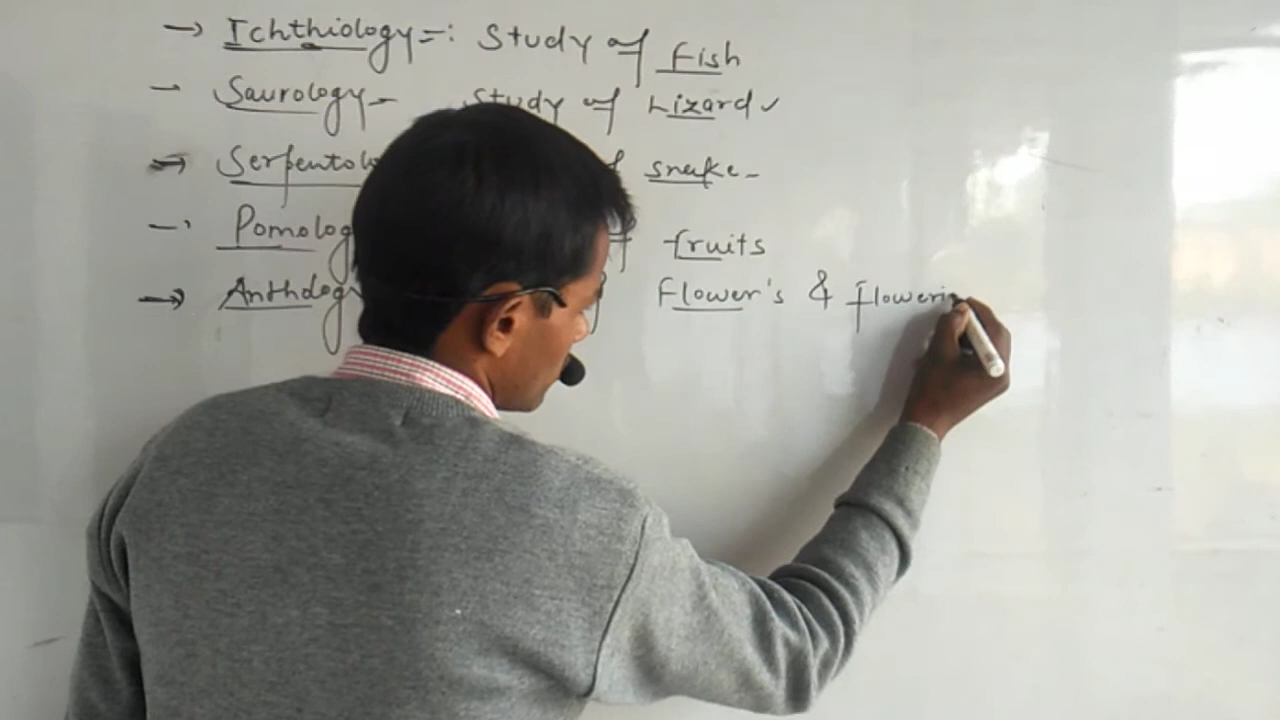 → Ichthiology =: Study of Fish
- Saurology - Study of Lizard ✓
⇒ Serpentolo f snake -
- Pomolog f fruits
→ Anthology Flower's & floweri